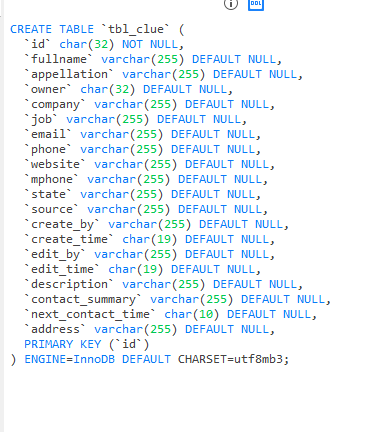 DDL
CREATE TABLE `tbl_clue` (
  `id` char(32) NOT NULL,
  `fullname` varchar(255) DEFAULT NULL,
  `appellation` varchar(255) DEFAULT NULL,
  `owner` char(32) DEFAULT NULL,
  `company` varchar(255) DEFAULT NULL,
  `job` varchar(255) DEFAULT NULL,
  `email` varchar(255) DEFAULT NULL,
  `phone` varchar(255) DEFAULT NULL,
  `website` varchar(255) DEFAULT NULL,
  `mphone` varchar(255) DEFAULT NULL,
  `state` varchar(255) DEFAULT NULL,
  `source` varchar(255) DEFAULT NULL,
  `create_by` varchar(255) DEFAULT NULL,
  `create_time` char(19) DEFAULT NULL,
  `edit_by` varchar(255) DEFAULT NULL,
  `edit_time` char(19) DEFAULT NULL,
  `description` varchar(255) DEFAULT NULL,
  `contact_summary` varchar(255) DEFAULT NULL,
  `next_contact_time` char(10) DEFAULT NULL,
  `address` varchar(255) DEFAULT NULL,
  PRIMARY KEY (`id`)
) ENGINE=InnoDB DEFAULT CHARSET=utf8mb3;